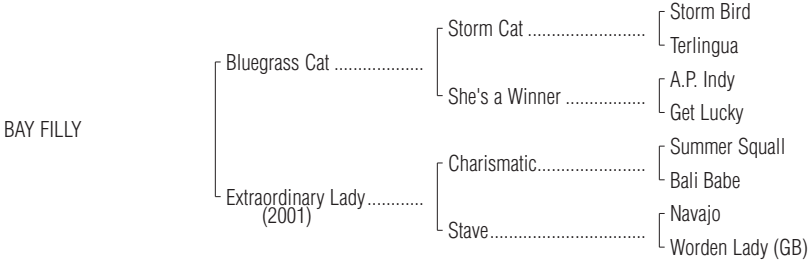 Storm Bird
Storm Cat ........................
Terlingua
Bluegrass Cat ..................
A.P. Indy
She's a Winner ................
Get Lucky
BAY FILLY
Summer Squall
Charismatic......................
Bali Babe
Extraordinary Lady............
(2001)
Navajo
Stave................................
Worden Lady (GB)